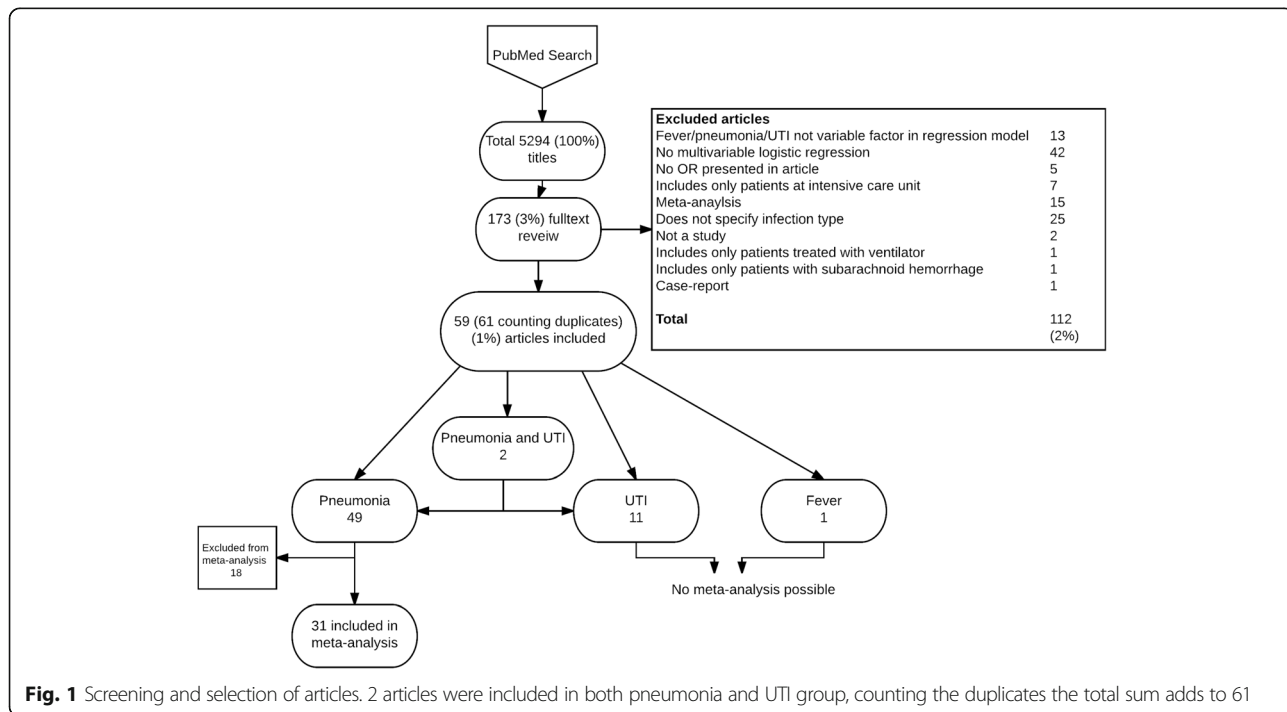 PubMed Search
Total 5294 (100%)
titles
173 (3%) fulltext
reveiw
Excluded articles
Fever/pneumonia/UTI not variable factor in regression model 13
No multivariable logistic regression 42
No OR presented in article 5
Includes only patients at intensive care unit 7
Meta-anaylsis 15
Does not specify infection type 25
Not a study 2
Includes only patients treated with ventilator 1
Includes only patients with subarachnoid hemorrhage 1
Case-report 1
Total 112
(2%)
59 (61 counting duplicates)
(1%) articles included
Pneumonia and UTI
2
Pneumonia
49
UTI
11
Fever
1
Excluded from
meta-analysis
18
No meta-analysis possible
31 included in
meta-analysis
Fig. 1 Screening and selection of articles. 2 articles were included in both pneumonia and UTI group, counting the duplicates the total sum adds to 61